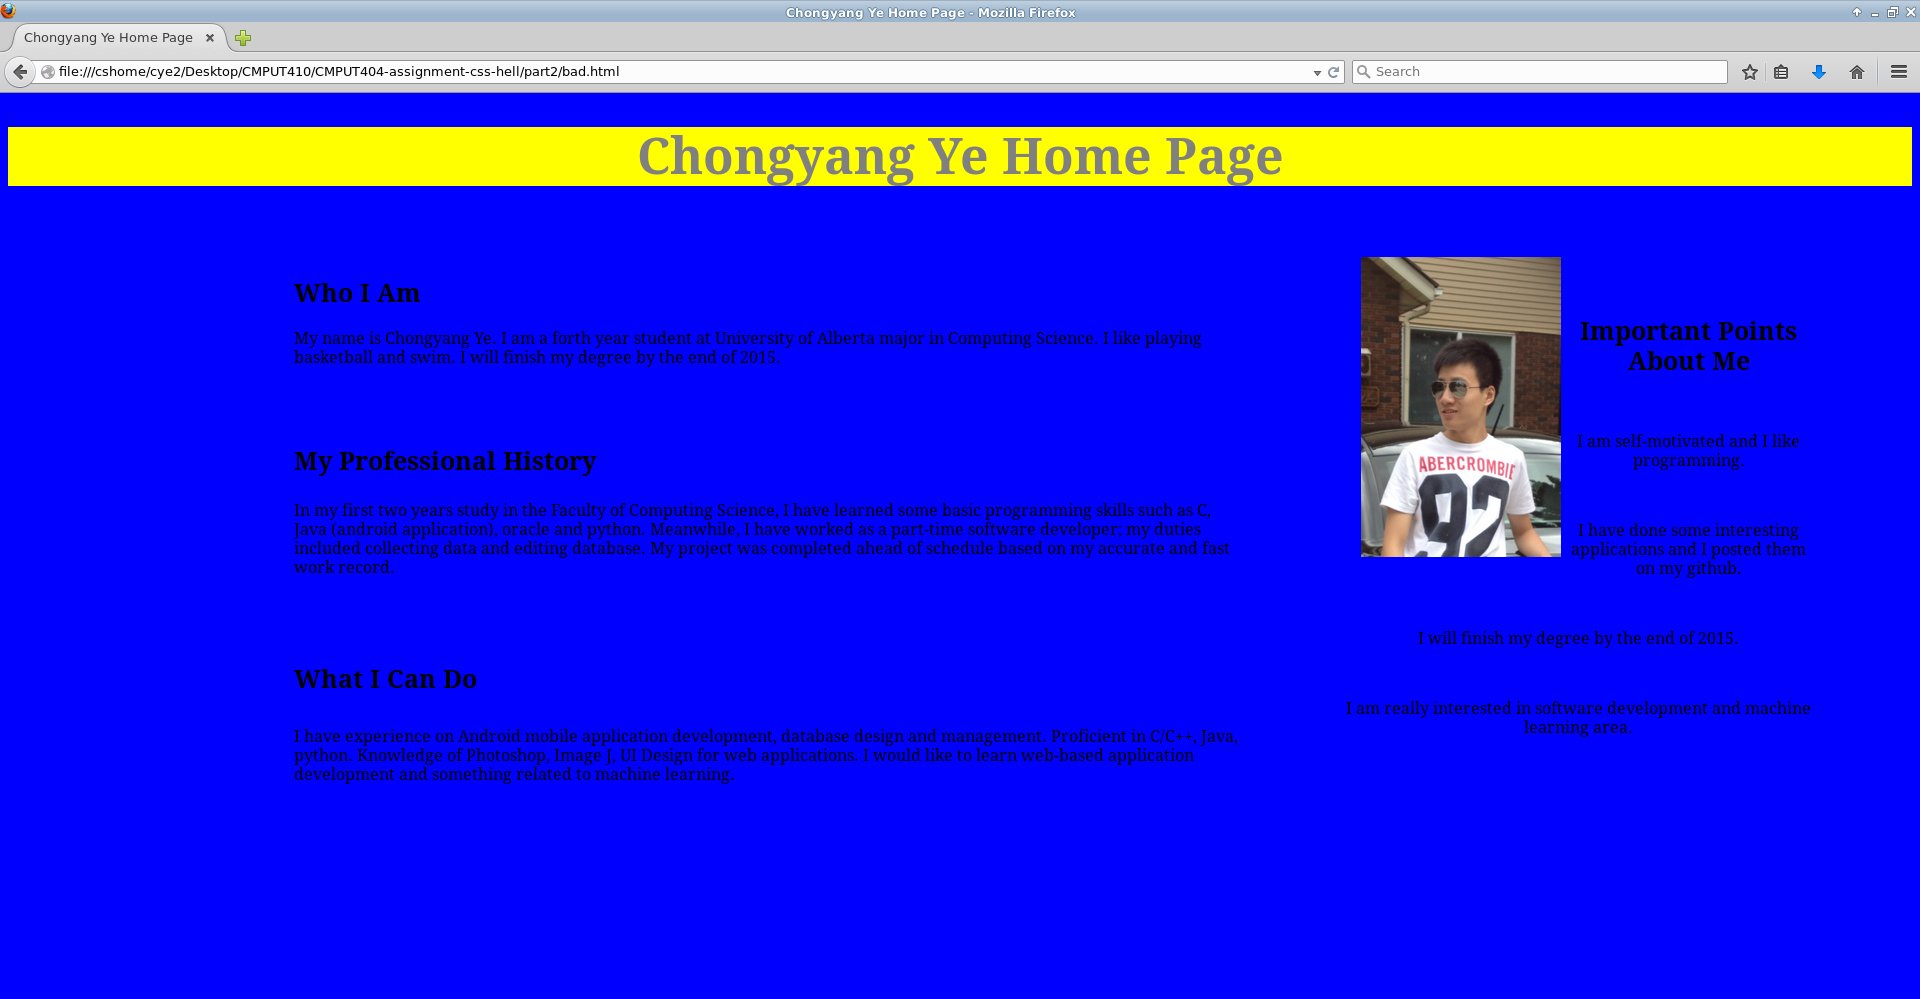 Chongyang Ye Home Page - Mozilla Firefox
Chongyang Ye Home Page
file:///cshome/cye2/Desktop/CMPUT410/CMPUT404-assignment-css-hell/part2/bad.html
Search
Chongyang Ye Home Page
Who I Am
My name is Chongyang Ye. I am a forth year student at University of Alberta major in Computing Science. I like playing
basketball and swim. I will finish my degree by the end of 2015.
My Professional History
In my first two years study in the Faculty of Computing Science, I have learned some basic programming skills such as C,
Java (android application), oracle and python. Meanwhile, I have worked as a part-time software developer; my duties
included collecting data and editing database. My project was completed ahead of schedule based on my accurate and fast
work record.
What I Can Do
I have experience on Android mobile application development, database design and management. Proficient in C/C++, Java,
python. Knowledge of Photoshop, Image J, UI Design for web applications. I would like to learn web-based application
development and something related to machine learning.
ABERCROMBIE
92
Important Points
About Me
I am self-motivated and I like
programming.
I have done some interesting
applications and I posted them
on my github.
I will finish my degree by the end of 2015.
I am really interested in software development and machine
learning area.